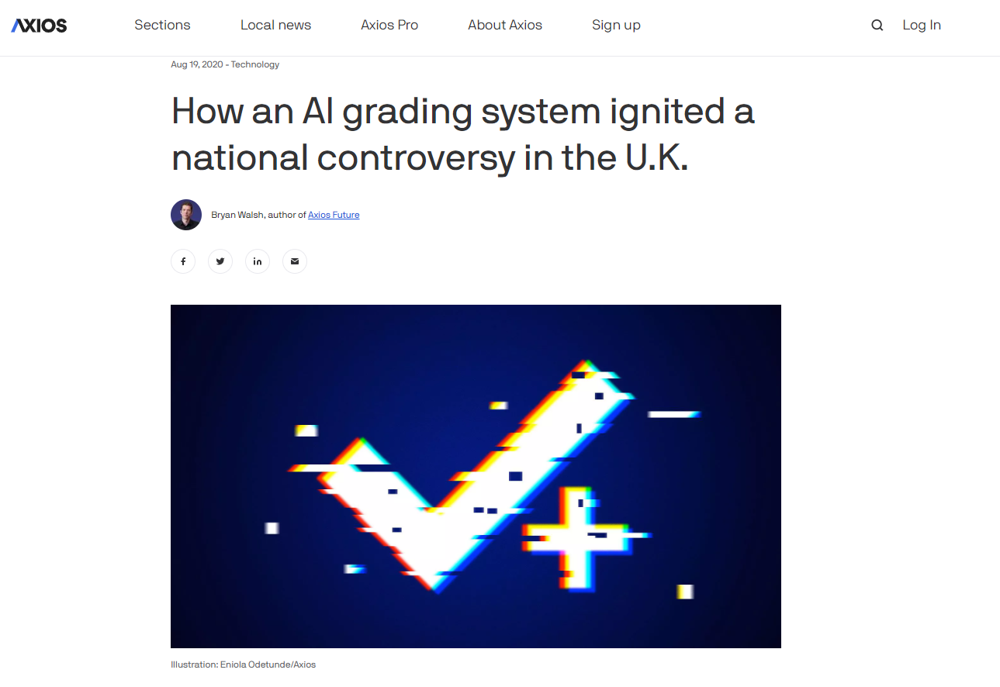 AXIOS Sections Local news Axios Pro About Axios Sign up Log In
Aug 19, 2020 - Technology
How an AI grading system ignited a
national controversy in the U.K.
Bryan Walsh, author of Axios Future
Illustration: Eniola Odetunde/Axios